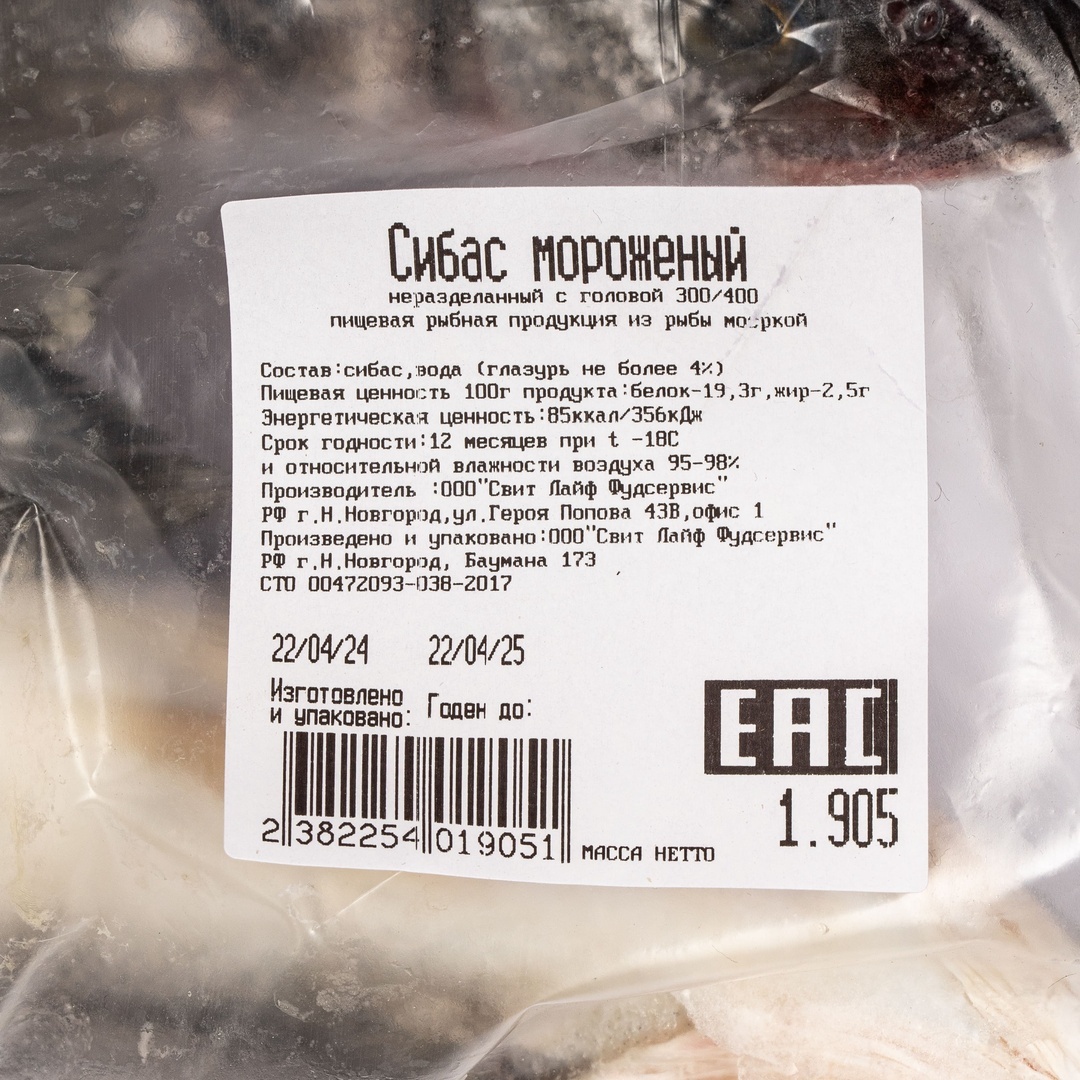 Сибас мороженый
неразделанный с головой 300/400
пищевая рыбная продукция из рыбы
Состав:сибас,вода (глазурь не более 4%)
Пищевая ценность 100г продукта:белок-19,3г,жир-2,5г
Энергетическая ценность:85ккал/356кДж
Срок годности:12 месяцев при t -18С
и относительной влажности воздуха 95-98%
Производитель :ООО"Свит Лайф Фудсервис"
РФ г.Н.Новгород,ул.Героя Попова 43В,офис 1
Произведено и упаковано:ООО"Свит Лайф Фудсервис"
РФ г.Н.Новгород, Баумана 173
СТО 00472093-038-2017
22/04/24 22/04/25
Изготовлено
и упаковано: Годен до:
EAC
1.905
2 382254 019051 МАССА НЕТТО